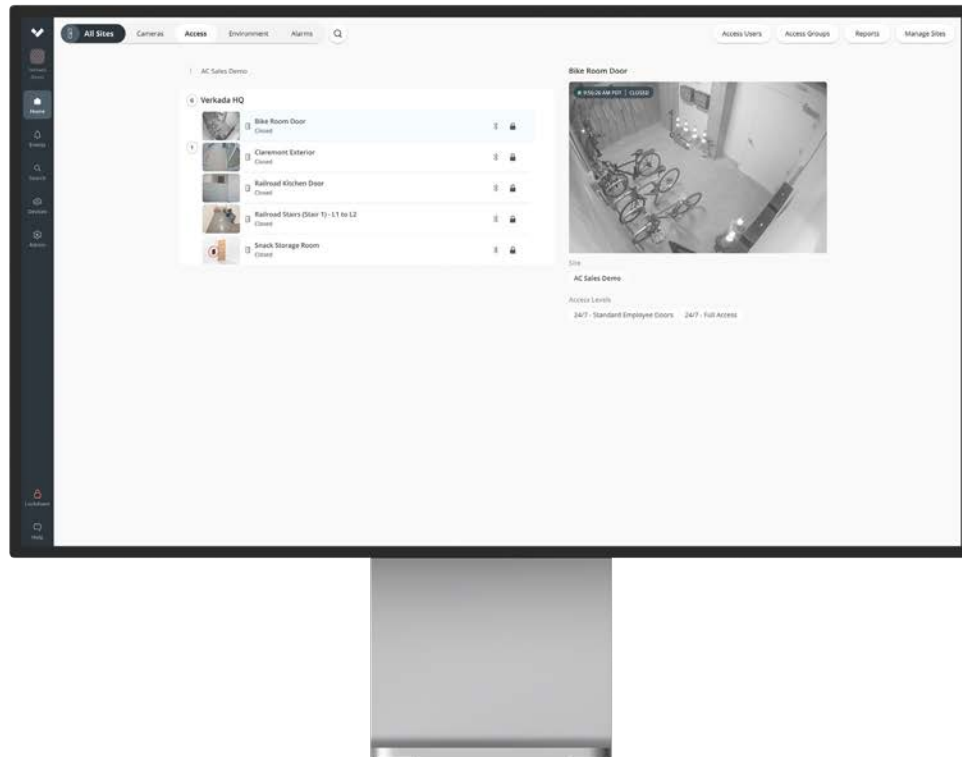 All Sites
Cameras
Access
Environment
Alarms
Access Users
Access Groups
Reports
Manage Sites
Home
Events
Search
Devices
Admin
Lockdown
Help
AC Sales Demo
6 Verkada HQ
Bike Room Door
Closed
1
Claremont Exterior
Closed
Railroad Kitchen Door
Closed
Railroad Stairs (Stair 1) - L1 to L2
Closed
Snack Storage Room
Closed
Bike Room Door
CLOSED
Site
AC Sales Demo
Access Levels
24/7 - Standard Employee Doors 24/7 - Full Access